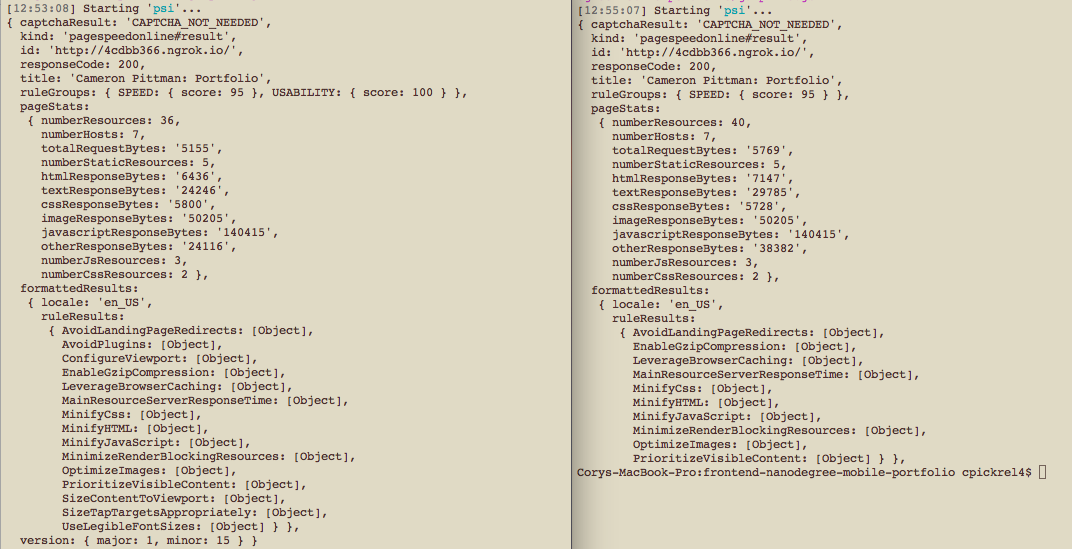 [12:53:08] Starting 'psi'...
{ captchaResult: 'CAPTCHA_NOT_NEEDED',
  kind: 'pagespeedonline#result',
  id: 'http://4cdbb366.ngrok.io/',
  responseCode: 200,
  title: 'Cameron Pittman: Portfolio',
  ruleGroups: { SPEED: { score: 95 }, USABILITY: { score: 100 } },
  pageStats:
   { numberResources: 36,
     numberHosts: 7,
     totalRequestBytes: '5155',
     numberStaticResources: 5,
     htmlResponseBytes: '6436',
     textResponseBytes: '24246',
     cssResponseBytes: '5800',
     imageResponseBytes: '50205',
     javascriptResponseBytes: '140415',
     otherResponseBytes: '24116',
     numberJsResources: 3,
     numberCssResources: 2 },
  formattedResults:
   { locale: 'en_US',
     ruleResults:
      { AvoidLandingPageRedirects: [Object],
        AvoidPlugins: [Object],
        ConfigureViewport: [Object],
        EnableGzipCompression: [Object],
        LeverageBrowserCaching: [Object],
        MainResourceServerResponseTime: [Object],
        MinifyCss: [Object],
        MinifyHTML: [Object],
        MinifyJavaScript: [Object],
        MinimizeRenderBlockingResources: [Object],
        OptimizeImages: [Object],
        PrioritizeVisibleContent: [Object],
        SizeContentToViewport: [Object],
        SizeTapTargetsAppropriately: [Object],
        UseLegibleFontSizes: [Object] } },
  version: { major: 1, minor: 15 } }
[12:55:07] Starting 'psi'...
{ captchaResult: 'CAPTCHA_NOT_NEEDED',
  kind: 'pagespeedonline#result',
  id: 'http://4cdbb366.ngrok.io/',
  responseCode: 200,
  title: 'Cameron Pittman: Portfolio',
  ruleGroups: { SPEED: { score: 95 } },
  pageStats:
   { numberResources: 40,
     numberHosts: 7,
     totalRequestBytes: '5769',
     numberStaticResources: 5,
     htmlResponseBytes: '7147',
     textResponseBytes: '29785',
     cssResponseBytes: '5728',
     imageResponseBytes: '50205',
     javascriptResponseBytes: '140415',
     otherResponseBytes: '38382',
     numberJsResources: 3,
     numberCssResources: 2 },
  formattedResults:
   { locale: 'en_US',
     ruleResults:
      { AvoidLandingPageRedirects: [Object],
        EnableGzipCompression: [Object],
        LeverageBrowserCaching: [Object],
        MainResourceServerResponseTime: [Object],
        MinifyCss: [Object],
        MinifyHTML: [Object],
        MinifyJavaScript: [Object],
        MinimizeRenderBlockingResources: [Object],
        OptimizeImages: [Object],
        PrioritizeVisibleContent: [Object] } },
Corys-MacBook-Pro:frontend-nanodegree-mobile-portfolio cpickrel4$